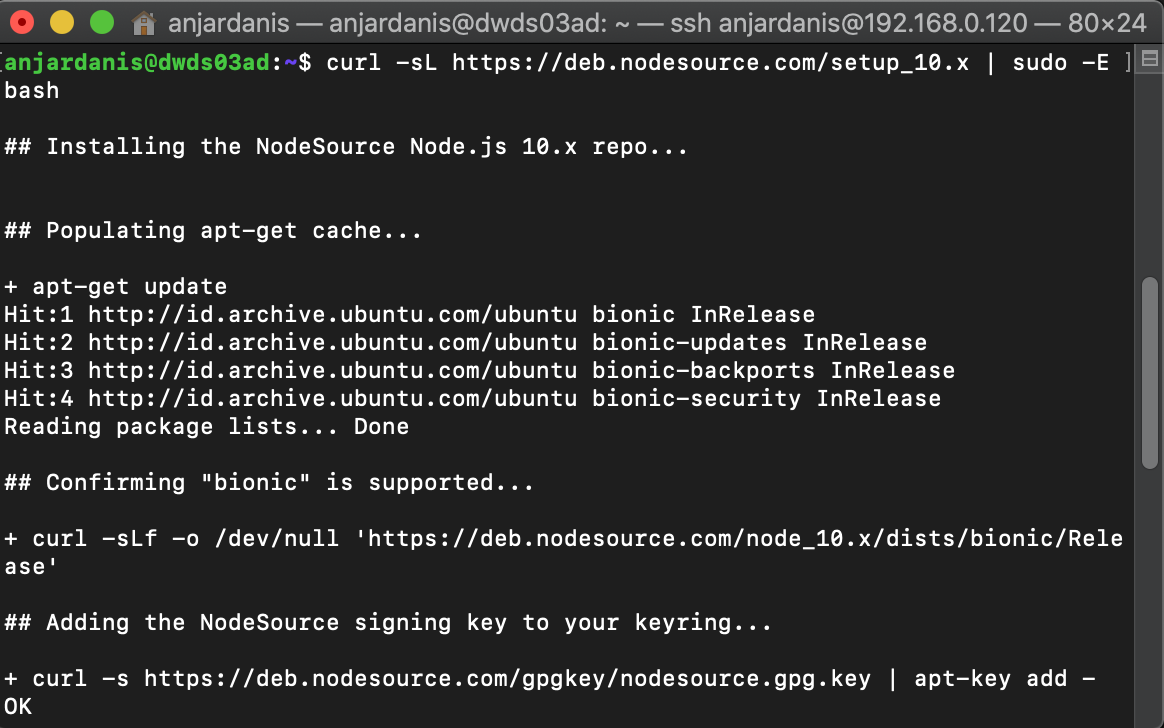 anjardanis — anjardanis@dwds03ad: ~ — ssh anjardanis@192.168.0.120 — 80×24
[anjardanis@dwds03ad:~$ curl -sL https://deb.nodesource.com/setup_10.x | sudo -E ]
bash
## Installing the NodeSource Node.js 10.x repo...
## Populating apt-get cache...
+ apt-get update
Hit:1 http://id.archive.ubuntu.com/ubuntu bionic InRelease
Hit:2 http://id.archive.ubuntu.com/ubuntu bionic-updates InRelease
Hit:3 http://id.archive.ubuntu.com/ubuntu bionic-backports InRelease
Hit:4 http://id.archive.ubuntu.com/ubuntu bionic-security InRelease
Reading package lists... Done
## Confirming "bionic" is supported...
+ curl -sLf -o /dev/null 'https://deb.nodesource.com/node_10.x/dists/bionic/Rele
ase'
## Adding the NodeSource signing key to your keyring...
+ curl -s https://deb.nodesource.com/gpgkey/nodesource.gpg.key | apt-key add -
OK